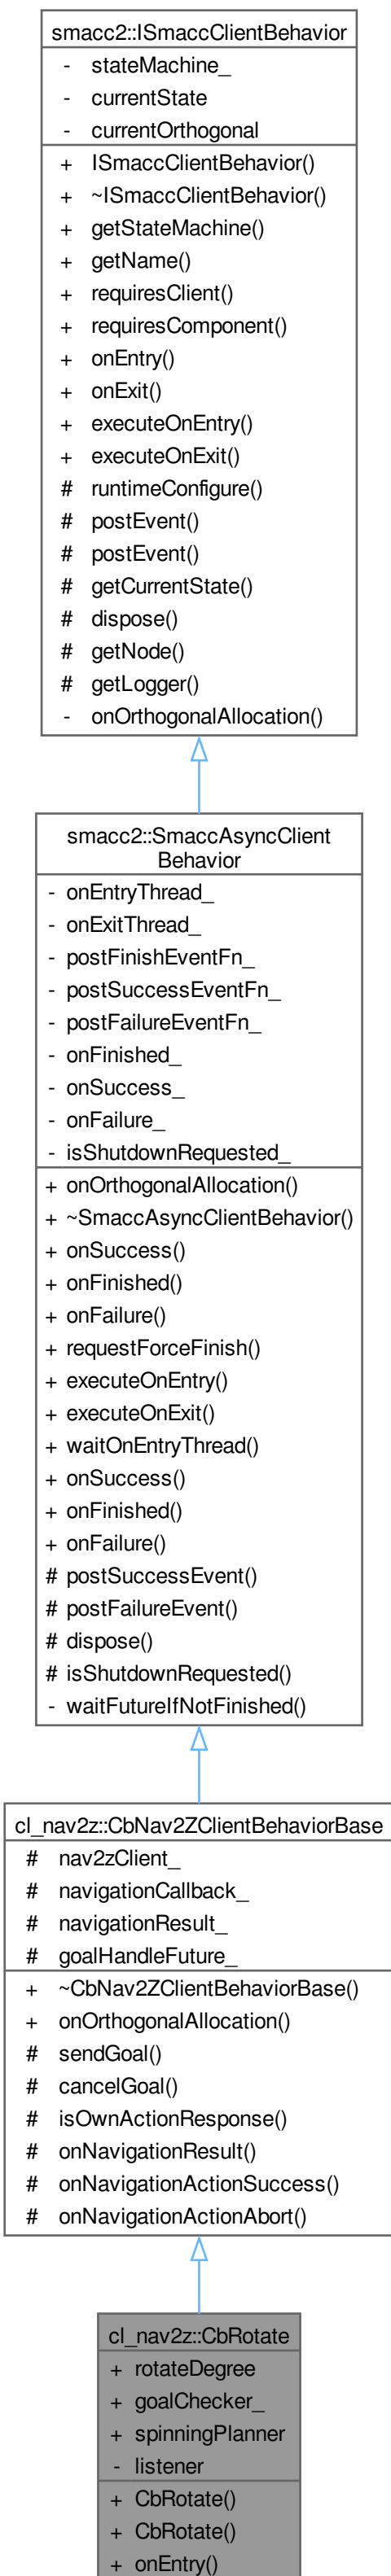 smacc2::ISmaccClientBehavior
- stateMachine_
- currentState
- currentOrthogonal
+ ISmaccClientBehavior()
+ ~ISmaccClientBehavior()
+ getStateMachine()
+ getName()
+ requiresClient()
+ requiresComponent()
+ onEntry()
+ onExit()
+ executeOnEntry()
+ executeOnExit()
# runtimeConfigure()
# postEvent()
# postEvent()
# getCurrentState()
# dispose()
# getNode()
# getLogger()
- onOrthogonalAllocation()
smacc2::SmaccAsyncClient
Behavior
- onEntryThread_
- onExitThread_
- postFinishEventFn_
- postSuccessEventFn_
- postFailureEventFn_
- onFinished_
- onSuccess_
- onFailure_
- isShutdownRequested_
+ onOrthogonalAllocation()
+ ~SmaccAsyncClientBehavior()
+ onSuccess()
+ onFinished()
+ onFailure()
+ requestForceFinish()
+ executeOnEntry()
+ executeOnExit()
+ waitOnEntryThread()
+ onSuccess()
+ onFinished()
+ onFailure()
# postSuccessEvent()
# postFailureEvent()
# dispose()
# isShutdownRequested()
- waitFutureIfNotFinished()
cl_nav2z::CbNav2ZClientBehaviorBase
# nav2zClient_
# navigationCallback_
# navigationResult_
# goalHandleFuture_
+ ~CbNav2ZClientBehaviorBase()
+ onOrthogonalAllocation()
# sendGoal()
# cancelGoal()
# isOwnActionResponse()
# onNavigationResult()
# onNavigationActionSuccess()
# onNavigationActionAbort()
cl_nav2z::CbRotate
+ rotateDegree
+ goalChecker_
+ spinningPlanner
- listener
+ CbRotate()
+ CbRotate()
+ onEntry()